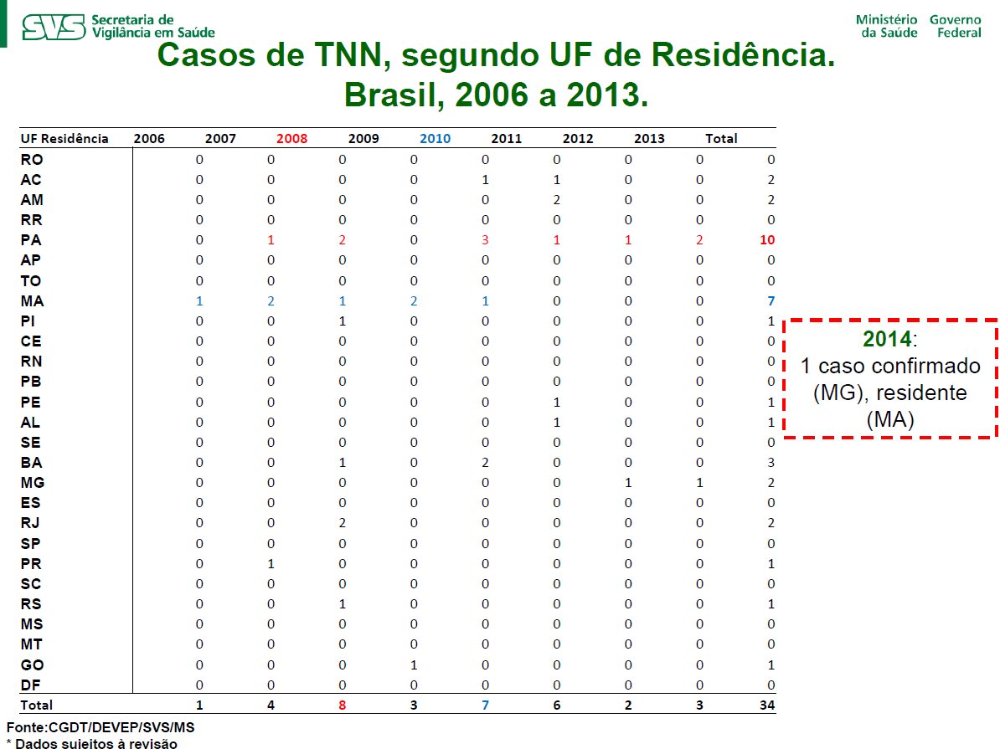 SVS Secretaria de
Vigilância em Saúde
Ministério da Saúde
Governo Federal
Casos de TNN, segundo UF de Residência.
Brasil, 2006 a 2013.
UF Residência 2006 2007 2008 2009 2010 2011 2012 2013 Total
RO 0 0 0 0 0 0 0 0 0
AC 0 0 0 0 1 1 0 0 2
AM 0 0 0 0 0 2 0 0 2
RR 0 0 0 0 0 0 0 0 0
PA 0 1 2 0 3 1 1 2 10
AP 0 0 0 0 0 0 0 0 0
TO 0 0 0 0 0 0 0 0 0
MA 1 2 1 2 1 0 0 0 7
PI 0 0 1 0 0 0 0 0 1
CE 0 0 0 0 0 0 0 0 0
RN 0 0 0 0 0 0 0 0 0
PB 0 0 0 0 0 0 0 0 0
PE 0 0 0 0 0 1 0 0 1
AL 0 0 0 0 0 1 0 0 1
SE 0 0 0 0 0 0 0 0 0
BA 0 0 1 0 2 0 0 0 3
MG 0 0 0 0 0 0 1 1 2
ES 0 0 0 0 0 0 0 0 0
RJ 0 0 2 0 0 0 0 0 2
SP 0 0 0 0 0 0 0 0 0
PR 0 1 0 0 0 0 0 0 1
SC 0 0 0 0 0 0 0 0 0
RS 0 0 1 0 0 0 0 0 1
MS 0 0 0 0 0 0 0 0 0
MT 0 0 0 0 0 0 0 0 0
GO 0 0 0 1 0 0 0 0 1
DF 0 0 0 0 0 0 0 0 0
Total 1 4 8 3 7 6 2 3 34
2014:
1 caso confirmado
(MG), residente
(MA)
Fonte:CGDT/DEVEP/SVS/MS
* Dados sujeitos à revisão